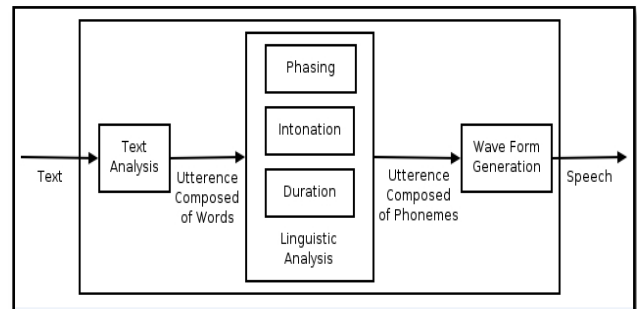 Text
Text
Analysis
Utterence
Composed
of Words
Phasing
Intonation
Duration
Linguistic
Analysis
Utterence
Composed
of Phonemes
Wave Form
Generation
Speech